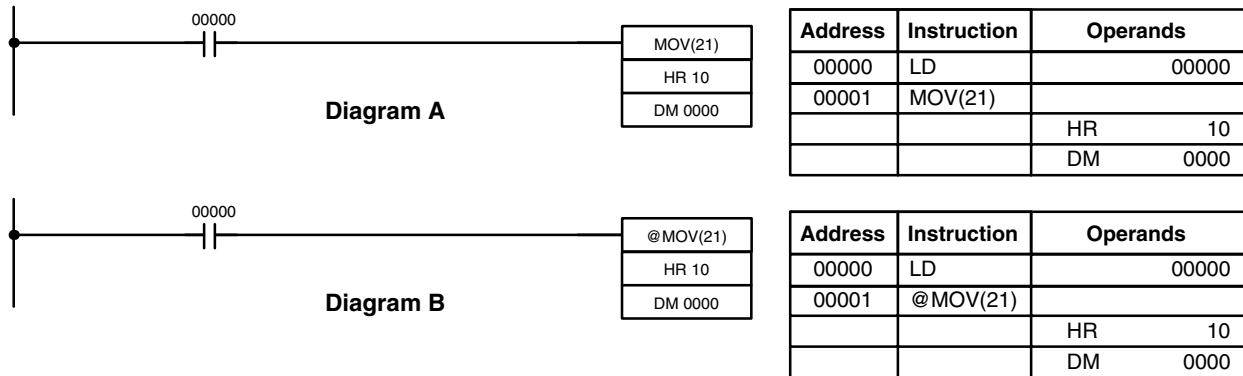 00000
MOV(21)
HR 10
DM 0000
Diagram A
Address Instruction Operands
00000 LD 00000
00001 MOV(21)
HR 10
DM 0000
00000
@MOV(21)
HR 10
DM 0000
Diagram B
Address Instruction Operands
00000 LD 00000
00001 @MOV(21)
HR 10
DM 0000